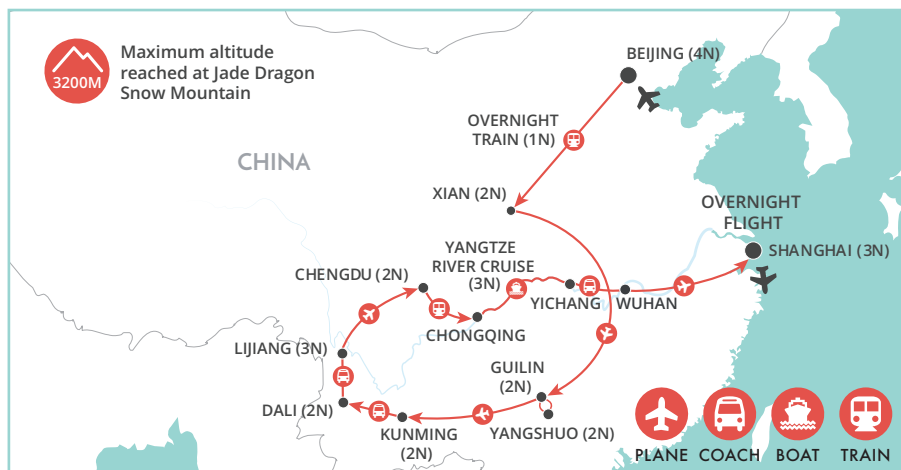 3200M
Maximum altitude
reached at Jade Dragon
Snow Mountain
BEIJING (4N)
OVERNIGHT
TRAIN (1N)
CHINA
XIAN (2N)
OVERNIGHT
FLIGHT
SHANGHAI (3N)
YANGTZE
RIVER CRUISE
(3N)
CHENGDU (2N)
YICHANG
WUHAN
CHONGQING
LIJIANG (3N)
GUILIN
(2N)
DALI (2N)
KUNMING
(2N)
YANGSHUO (2N)
PLANE
COACH
BOAT
TRAIN